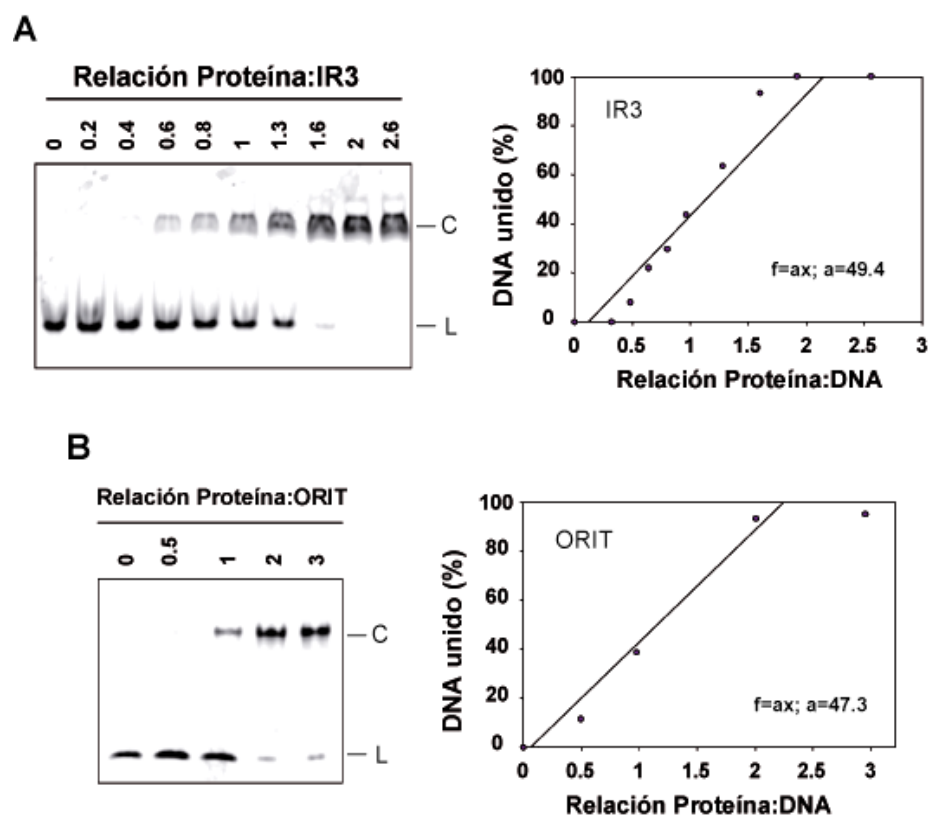 A
Relación Proteína:IR3
0 0.2 0.4 0.6 0.8 1 1.3 1.6 2 2.6
C
L
DNA unido (%)
100
80
60
40
20
0
IR3
f=ax; a=49.4
0 0.5 1 1.5 2 2.5 3
Relación Proteína:DNA
B
Relación Proteína:ORIT
0 0.5 1 2 3
C
L
DNA unido (%)
100
80
60
40
20
0
ORIT
f=ax; a=47.3
0 0.5 1 1.5 2 2.5 3
Relación Proteína:DNA